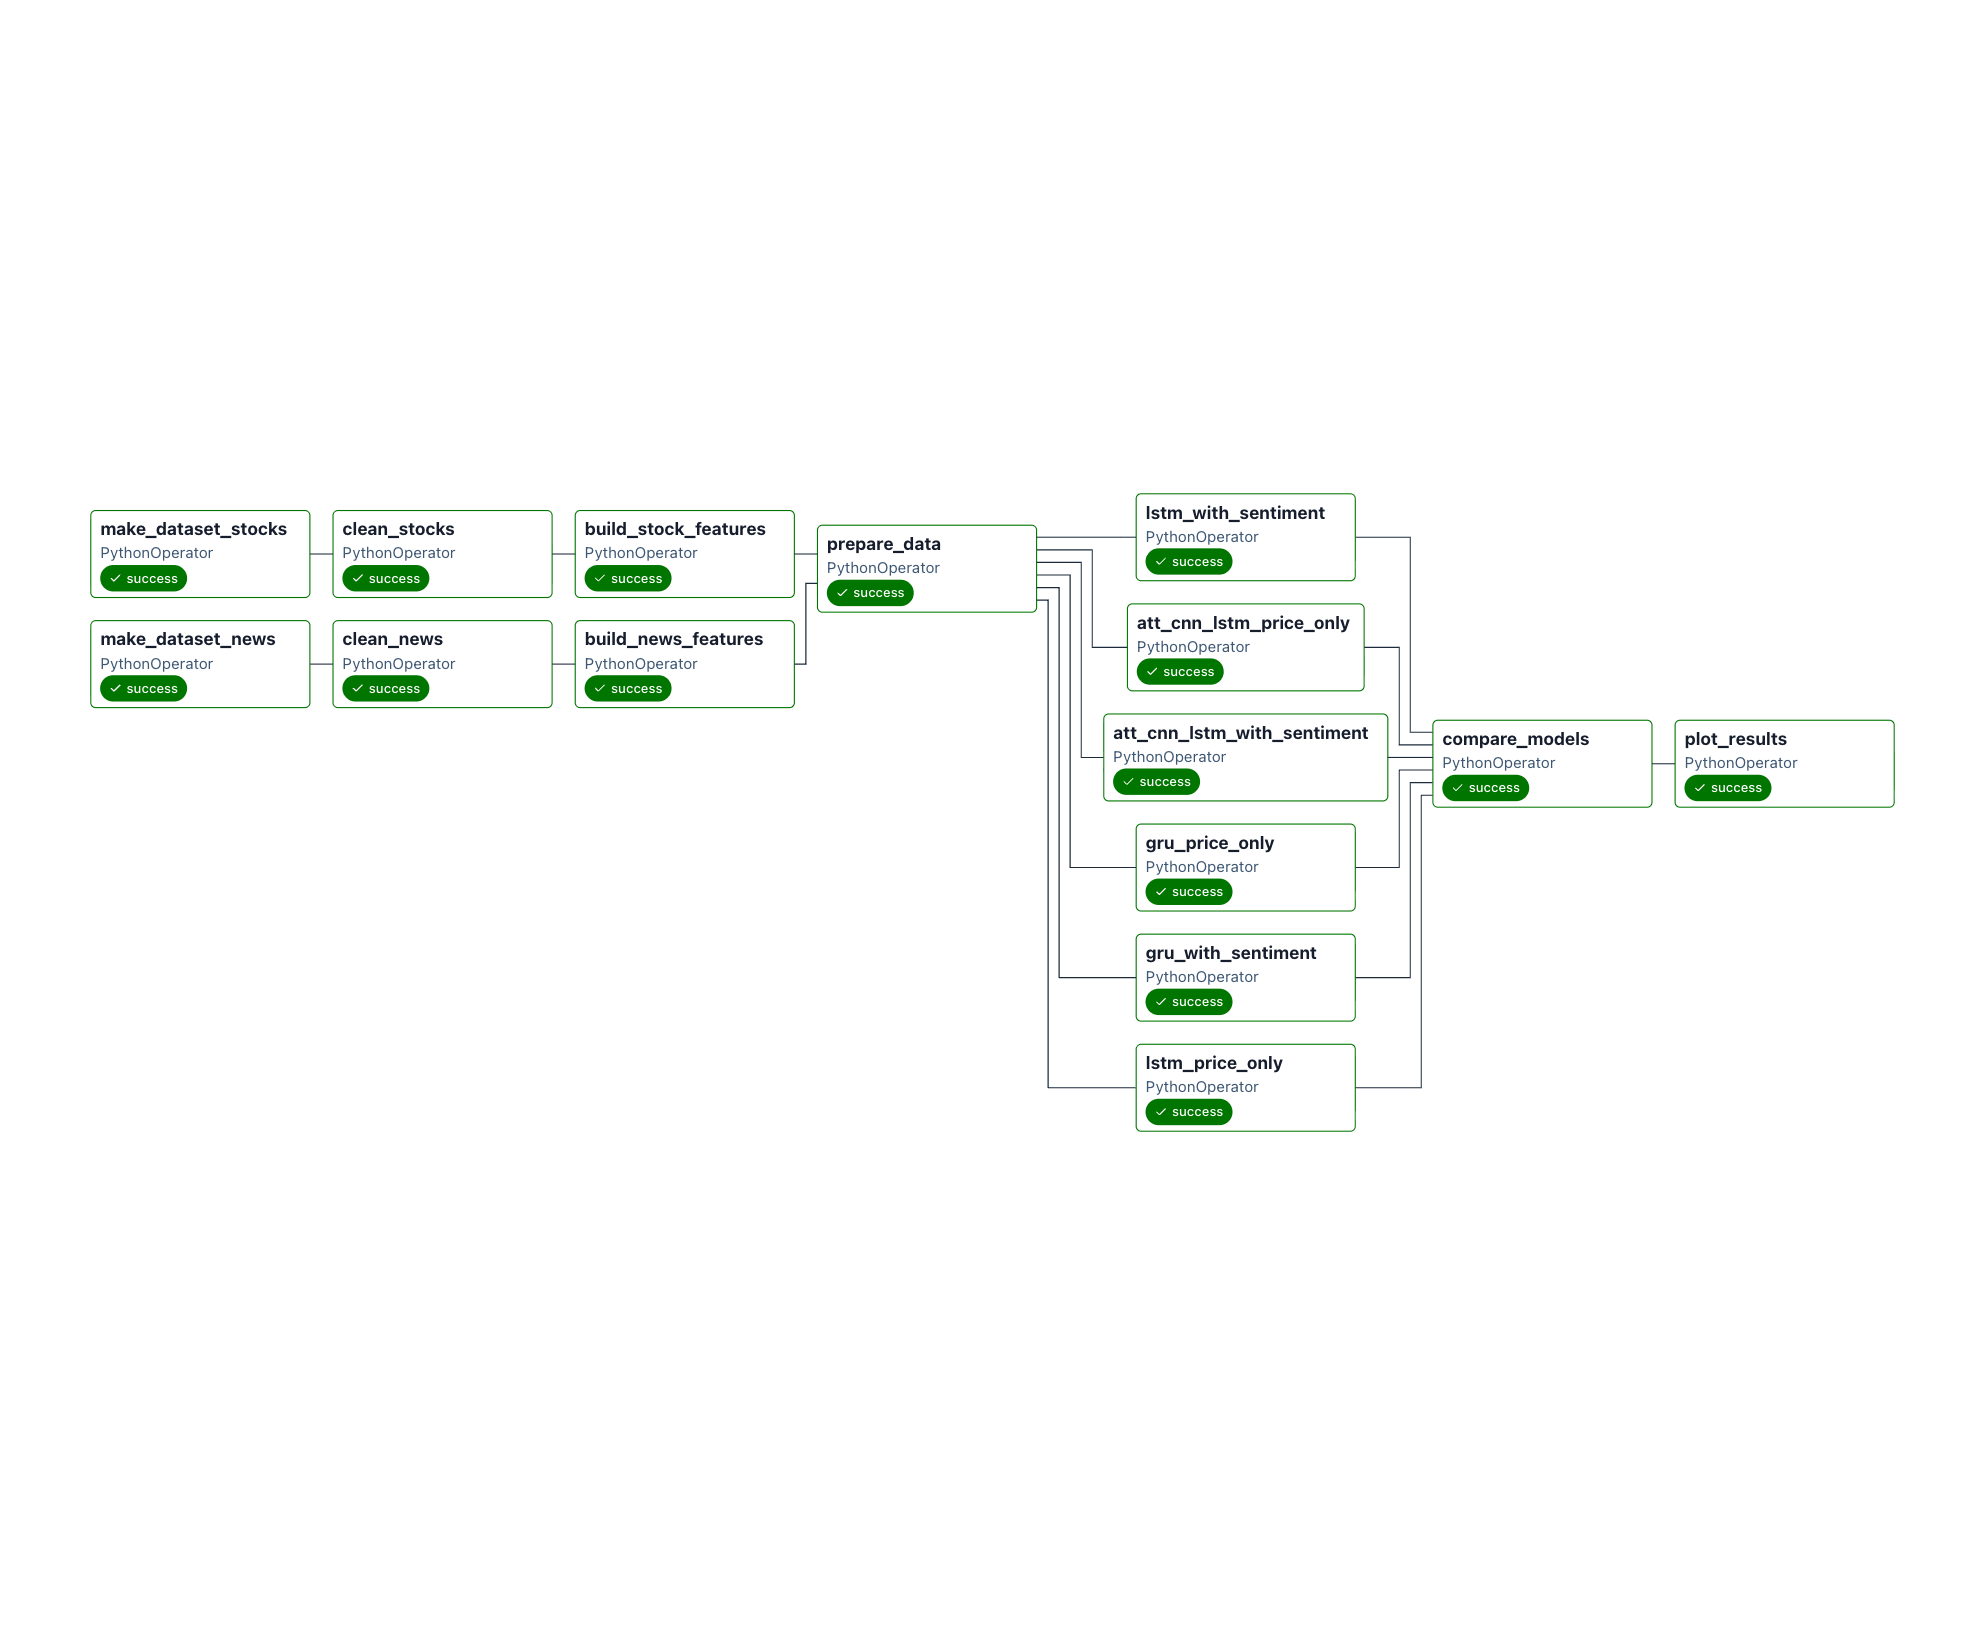 make_dataset_stocks
PythonOperator
success
clean_stocks
PythonOperator
success
build_stock_features
PythonOperator
success
make_dataset_news
PythonOperator
success
clean_news
PythonOperator
success
build_news_features
PythonOperator
success
prepare_data
PythonOperator
success
lstm_with_sentiment
PythonOperator
success
att_cnn_lstm_price_only
PythonOperator
success
att_cnn_lstm_with_sentiment
PythonOperator
success
gru_price_only
PythonOperator
success
gru_with_sentiment
PythonOperator
success
lstm_price_only
PythonOperator
success
compare_models
PythonOperator
success
plot_results
PythonOperator
success